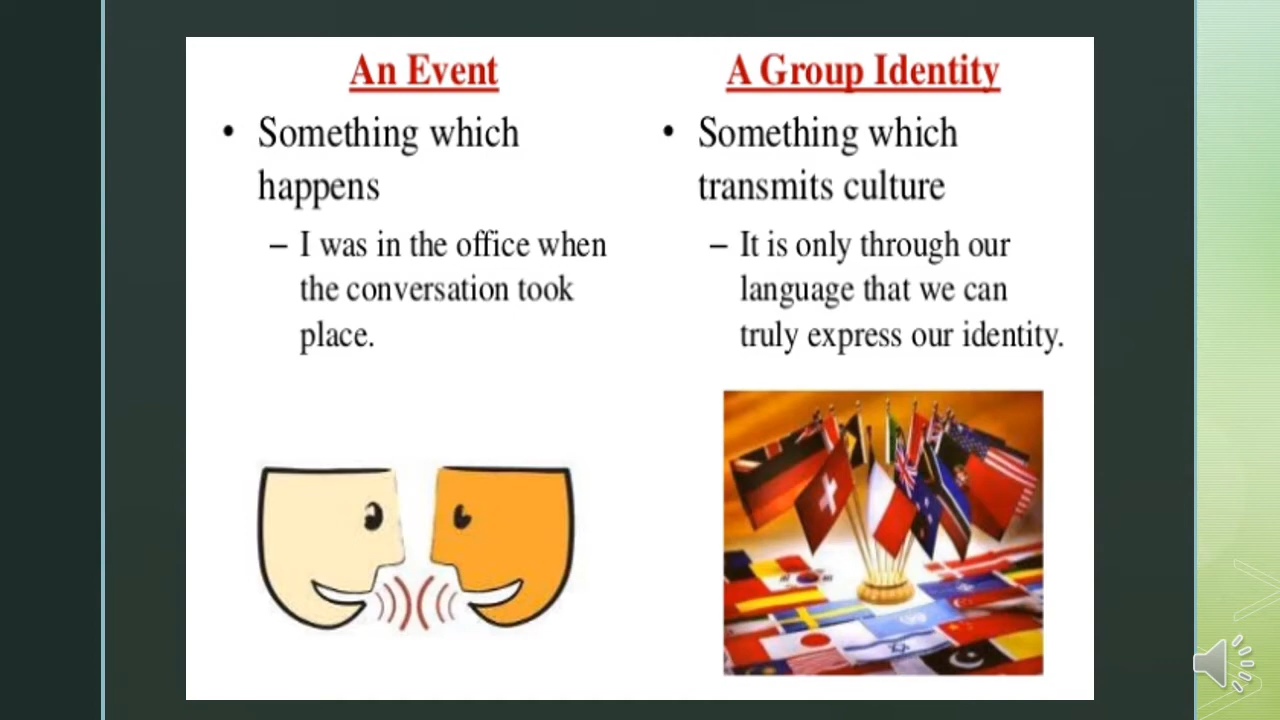 An Event
• Something which
happens
– I was in the office when
the conversation took
place.
A Group Identity
• Something which
transmits culture
– It is only through our
language that we can
truly express our identity.